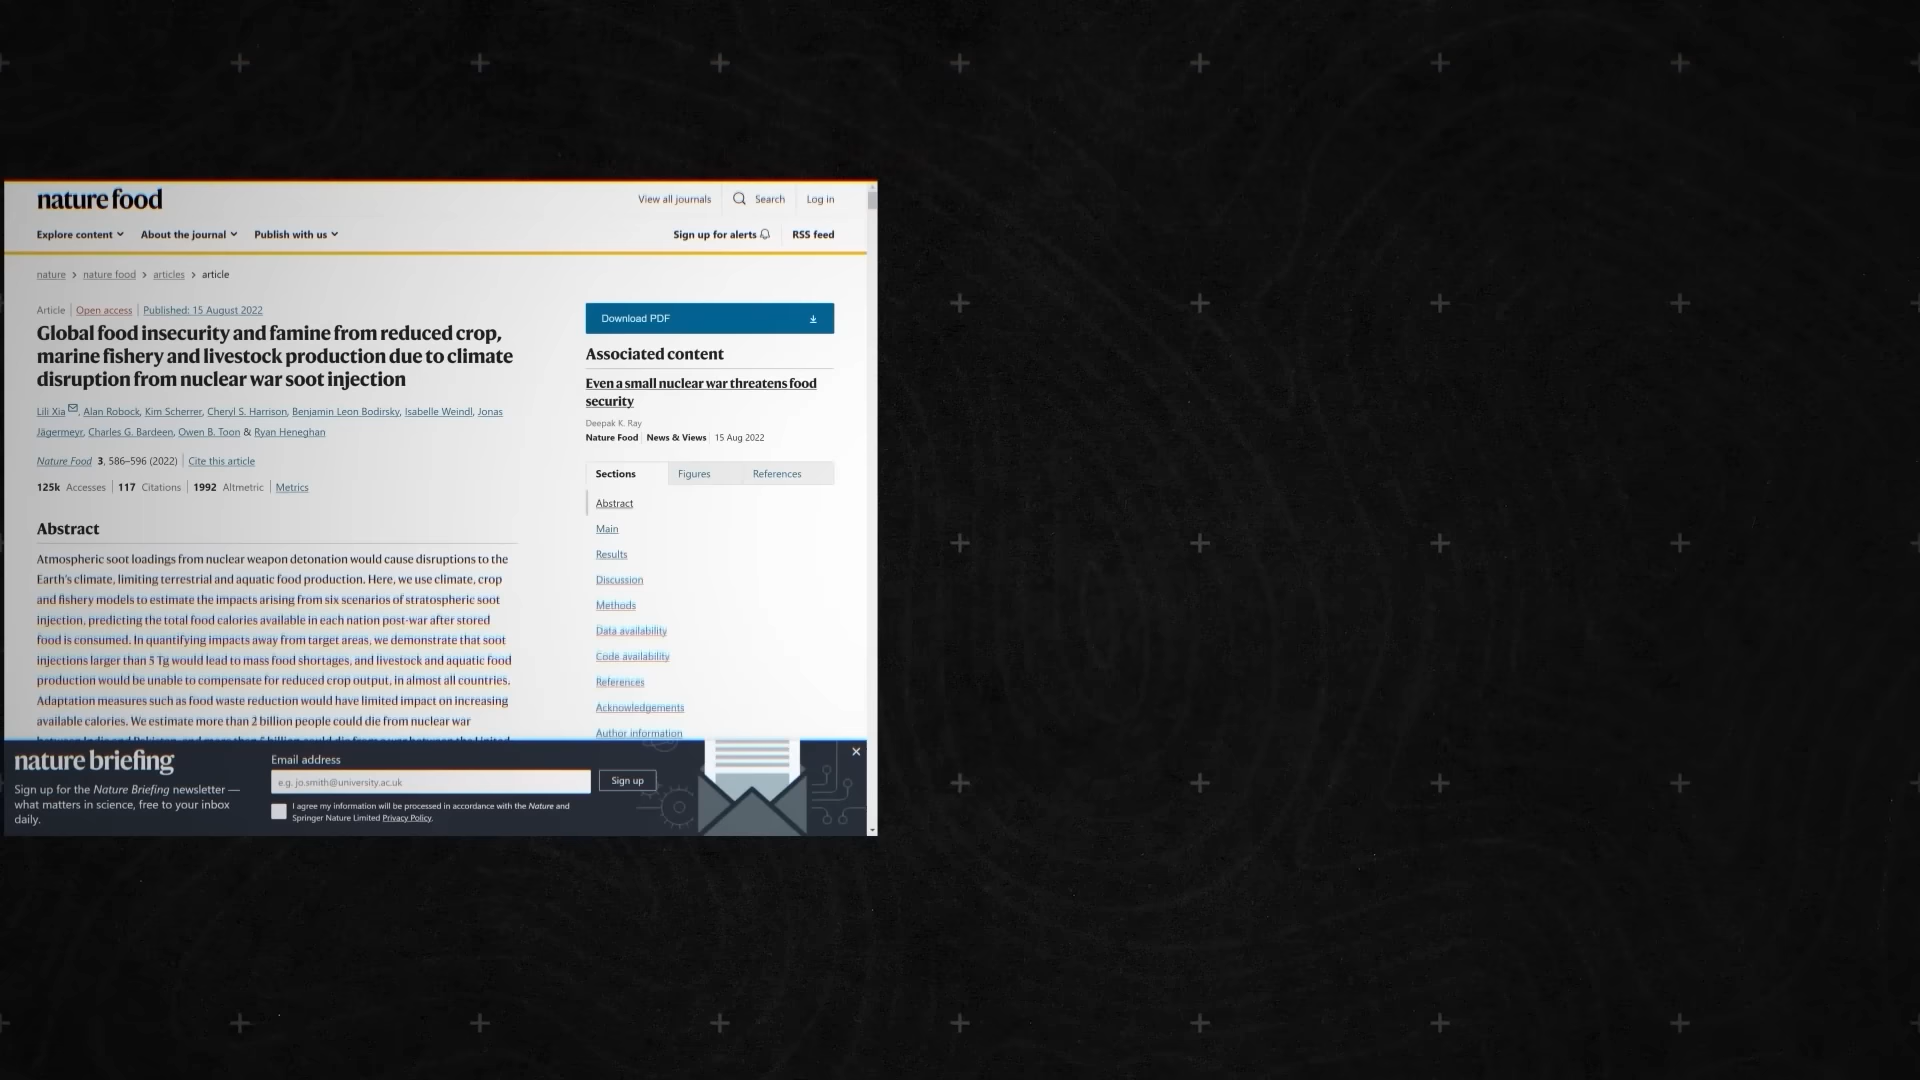 nature food
View all journals
Search
Log in
Explore content
About the journal
Publish with us
Sign up for alerts
RSS feed
nature > nature food > articles > article
Article | Open access | Published: 15 August 2022
Global food insecurity and famine from reduced crop,
marine fishery and livestock production due to climate
disruption from nuclear war soot injection
Lili Xia, Alan Robock, Kim Scherrer, Cheryl S. Harrison, Benjamin Leon Bodirsky, Isabelle Weindl, Jonas
Jägermeyr, Charles G. Bardeen, Owen B. Toon & Ryan Heneghan
Nature Food 3, 586–596 (2022) | Cite this article
125k Accesses | 117 Citations | 1992 Altmetric | Metrics
Abstract
Atmospheric soot loadings from nuclear weapon detonation would cause disruptions to the
Earth's climate, limiting terrestrial and aquatic food production. Here, we use climate, crop
and fishery models to estimate the impacts arising from six scenarios of stratospheric soot
injection, predicting the total food calories available in each nation post-war after stored
food is consumed. In quantifying impacts away from target areas, we demonstrate that soot
injections larger than 5 Tg would lead to mass food shortages, and livestock and aquatic food
production would be unable to compensate for reduced crop output, in almost all countries.
Adaptation measures such as food waste reduction would have limited impact on increasing
available calories. We estimate more than 2 billion people could die from nuclear war
Download PDF
Associated content
Even a small nuclear war threatens food
security
Deepak K. Ray
Nature Food | News & Views | 15 Aug 2022
Sections
Figures
References
Abstract
Main
Results
Discussion
Methods
Data availability
Code availability
References
Acknowledgements
Author information
nature briefing
Sign up for the Nature Briefing newsletter —
what matters in science, free to your inbox
daily.
Email address
e.g. jo.smith@university.ac.uk
Sign up
I agree my information will be processed in accordance with the Nature and
Springer Nature Limited Privacy Policy.